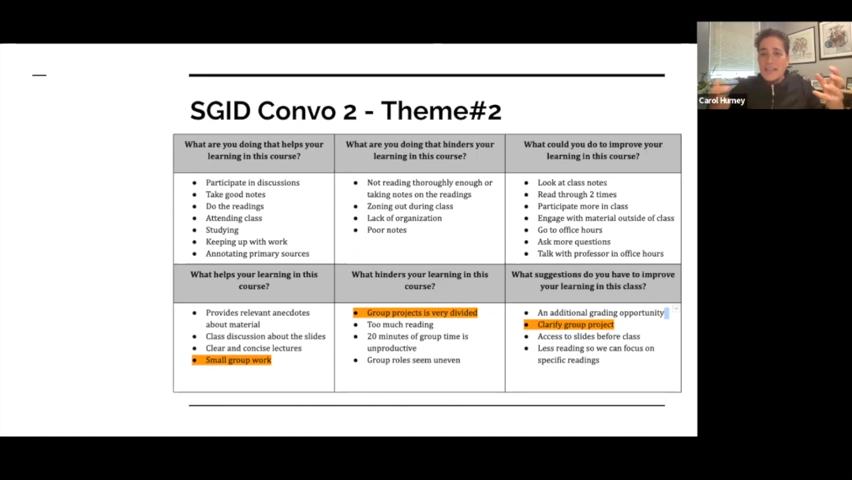 SGID Convo 2 - Theme#2
What are you doing that helps your
learning in this course?
What are you doing that hinders your
learning in this course?
What could you do to improve your
learning in this course?
Participate in discussions
Take good notes
Do the readings
Attending class
Studying
Keeping up with work
Annotating primary sources
Not reading thoroughly enough or
taking notes on the readings
Zoning out during class
Lack of organization
Poor notes
Look at class notes
Read through 2 times
Participate more in class
Engage with material outside of class
Go to office hours
Ask more questions
Talk with professor in office hours
What helps your learning in this
course?
What hinders your learning in this
course?
What suggestions do you have to improve
your learning in this class?
Provides relevant anecdotes
about material
Class discussion about the slides
Clear and concise lectures
Small group work
Group projects is very divided
Too much reading
20 minutes of group time is
unproductive
Group roles seem uneven
An additional grading opportunity
Clarify group project
Access to slides before class
Less reading so we can focus on
specific readings
Carol Hurney